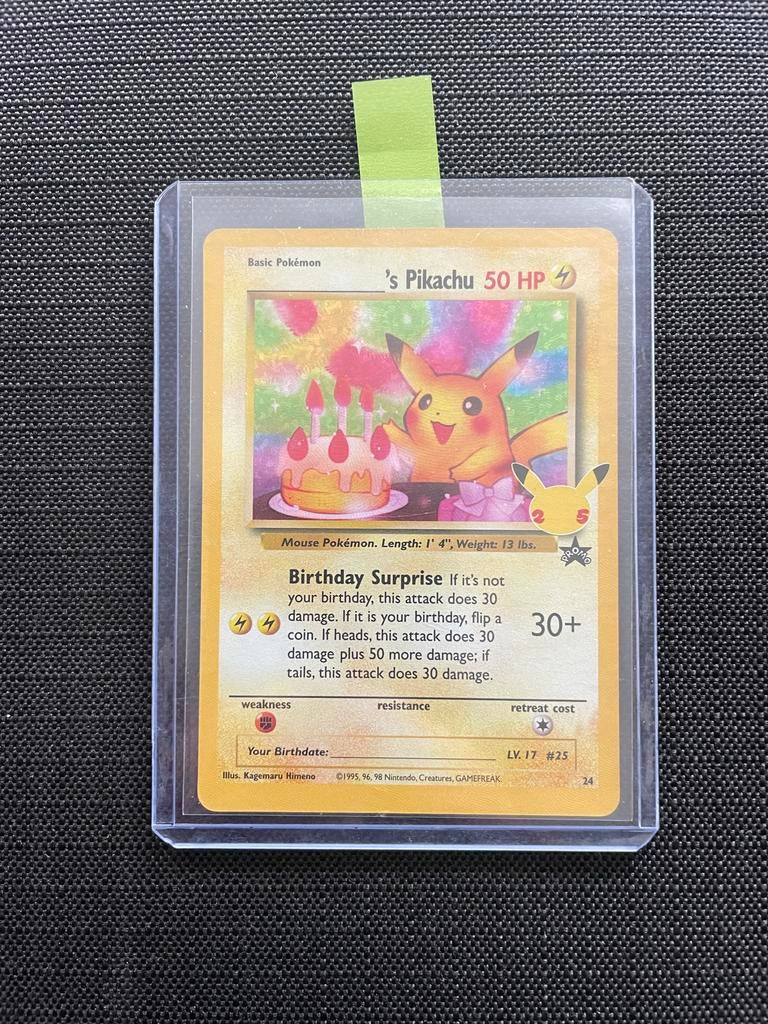 Basic Pokémon
________'s Pikachu 50 HP
25
Mouse Pokémon. Length: 1' 4", Weight: 13 lbs.
PROMO
Birthday Surprise If it's not
your birthday, this attack does 30
damage. If it is your birthday, flip a
coin. If heads, this attack does 30
damage plus 50 more damage; if
tails, this attack does 30 damage.
30+
weakness resistance retreat cost
Your Birthdate:________________ LV. 17 #25
Illus. Kagemaru Himeno ©1995, 96, 98 Nintendo, Creatures, GAMEFREAK. 24